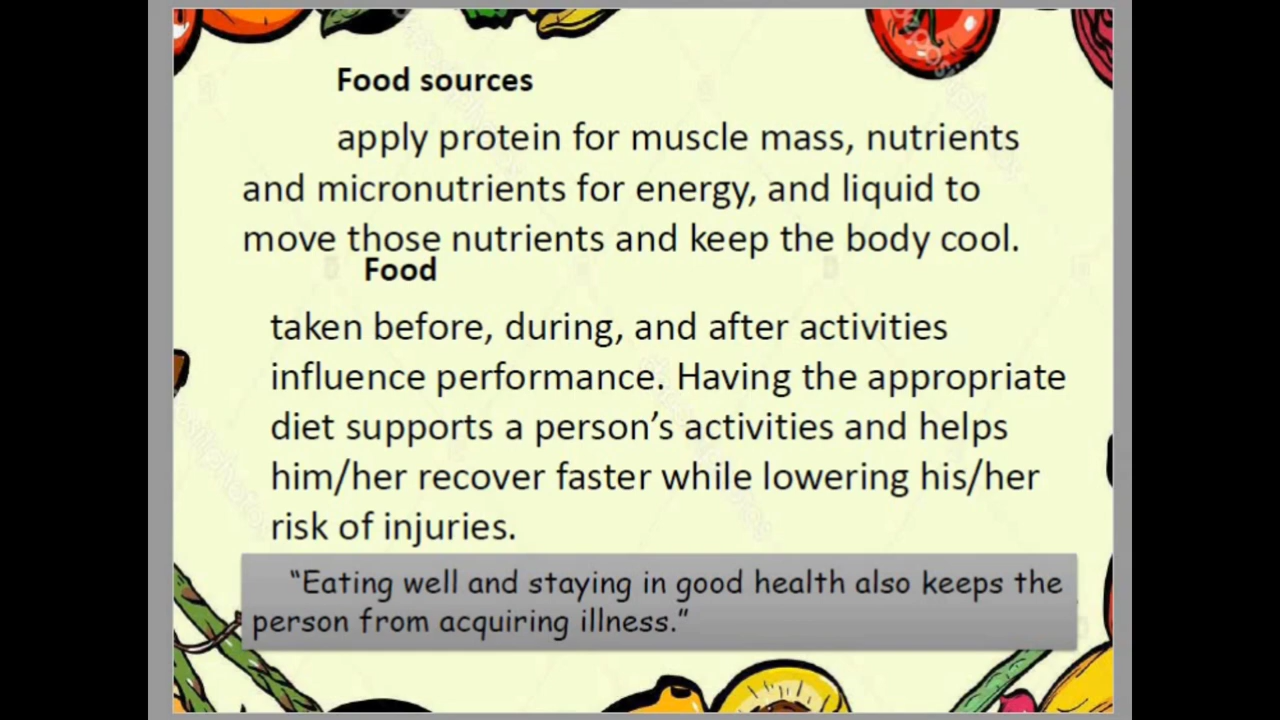 Food sources
apply protein for muscle mass, nutrients
and micronutrients for energy, and liquid to
move those nutrients and keep the body cool.
Food
taken before, during, and after activities
influence performance. Having the appropriate
diet supports a person’s activities and helps
him/her recover faster while lowering his/her
risk of injuries.
“Eating well and staying in good health also keeps the
person from acquiring illness.”